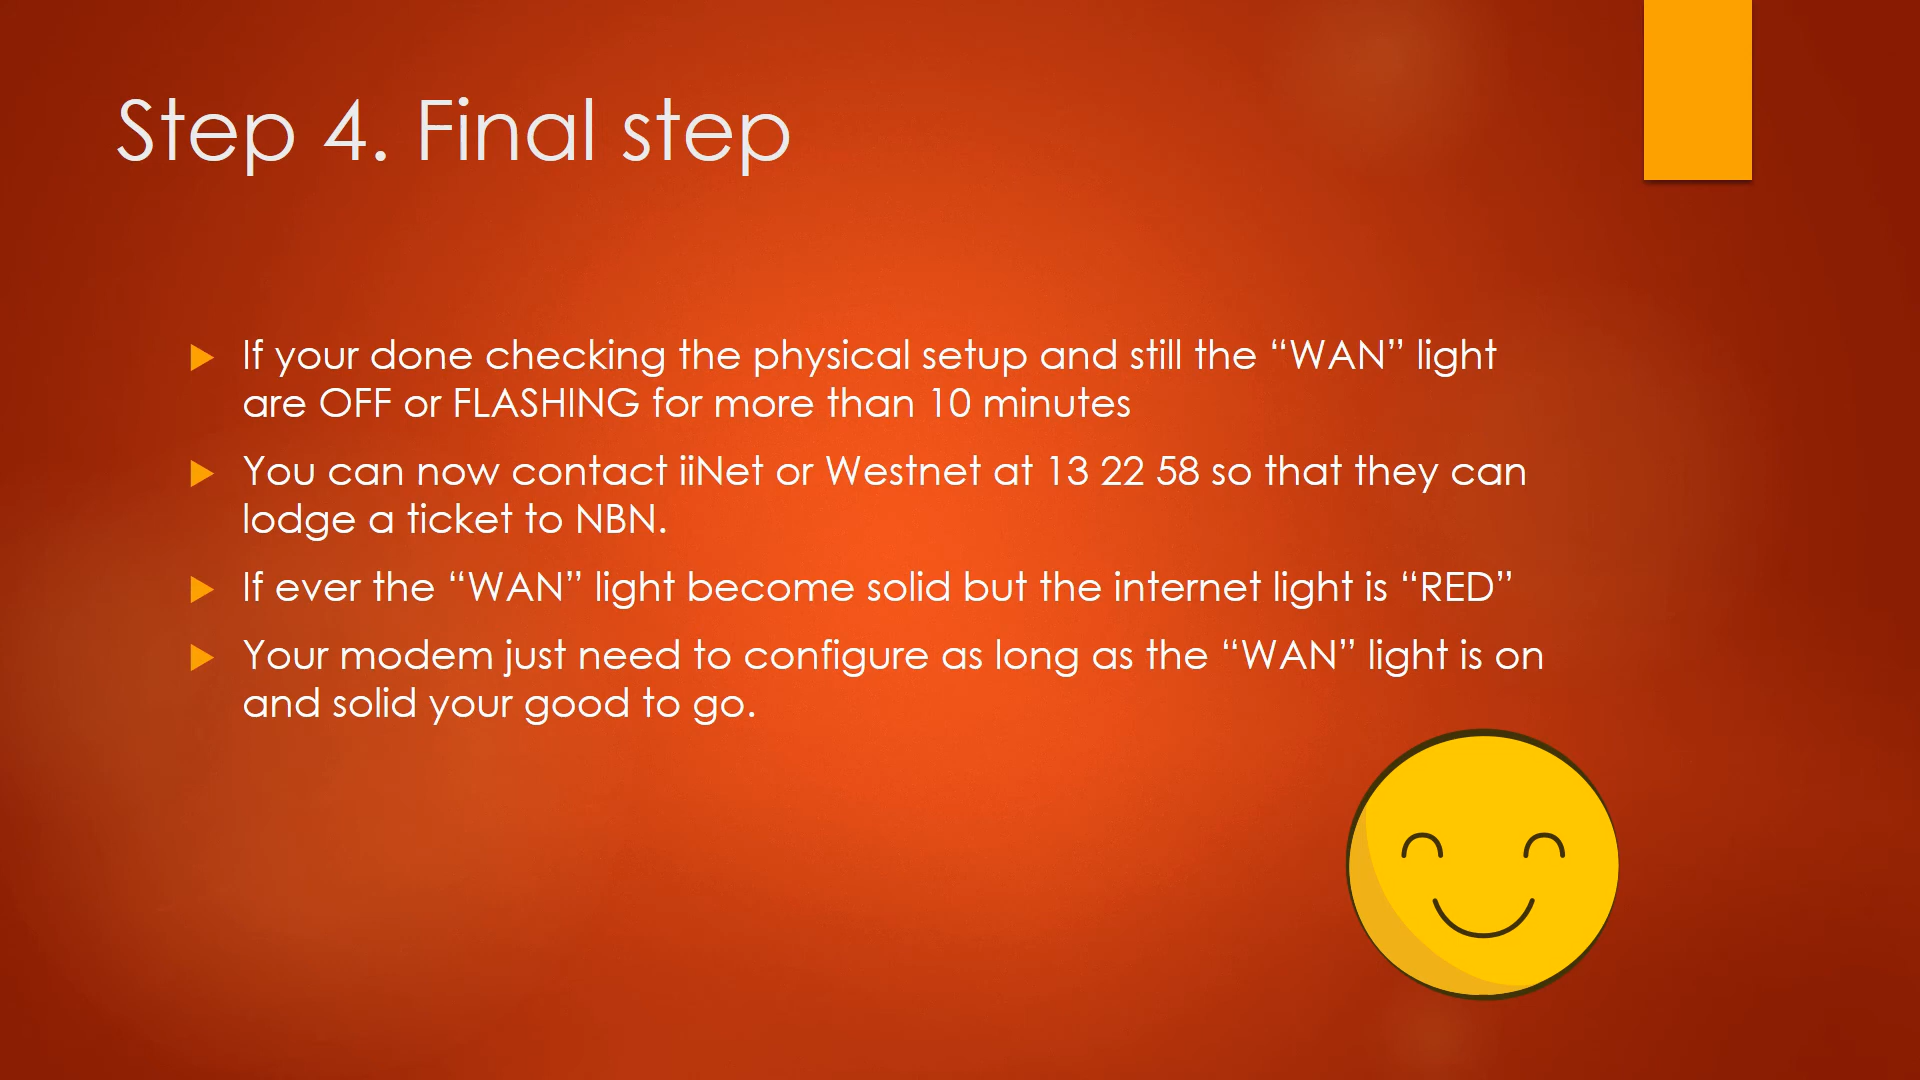 Step 4. Final step
If your done checking the physical setup and still the “WAN” light
are OFF or FLASHING for more than 10 minutes
You can now contact iiNet or Westnet at 13 22 58 so that they can
lodge a ticket to NBN.
If ever the “WAN” light become solid but the internet light is “RED”
Your modem just need to configure as long as the “WAN” light is on
and solid your good to go.